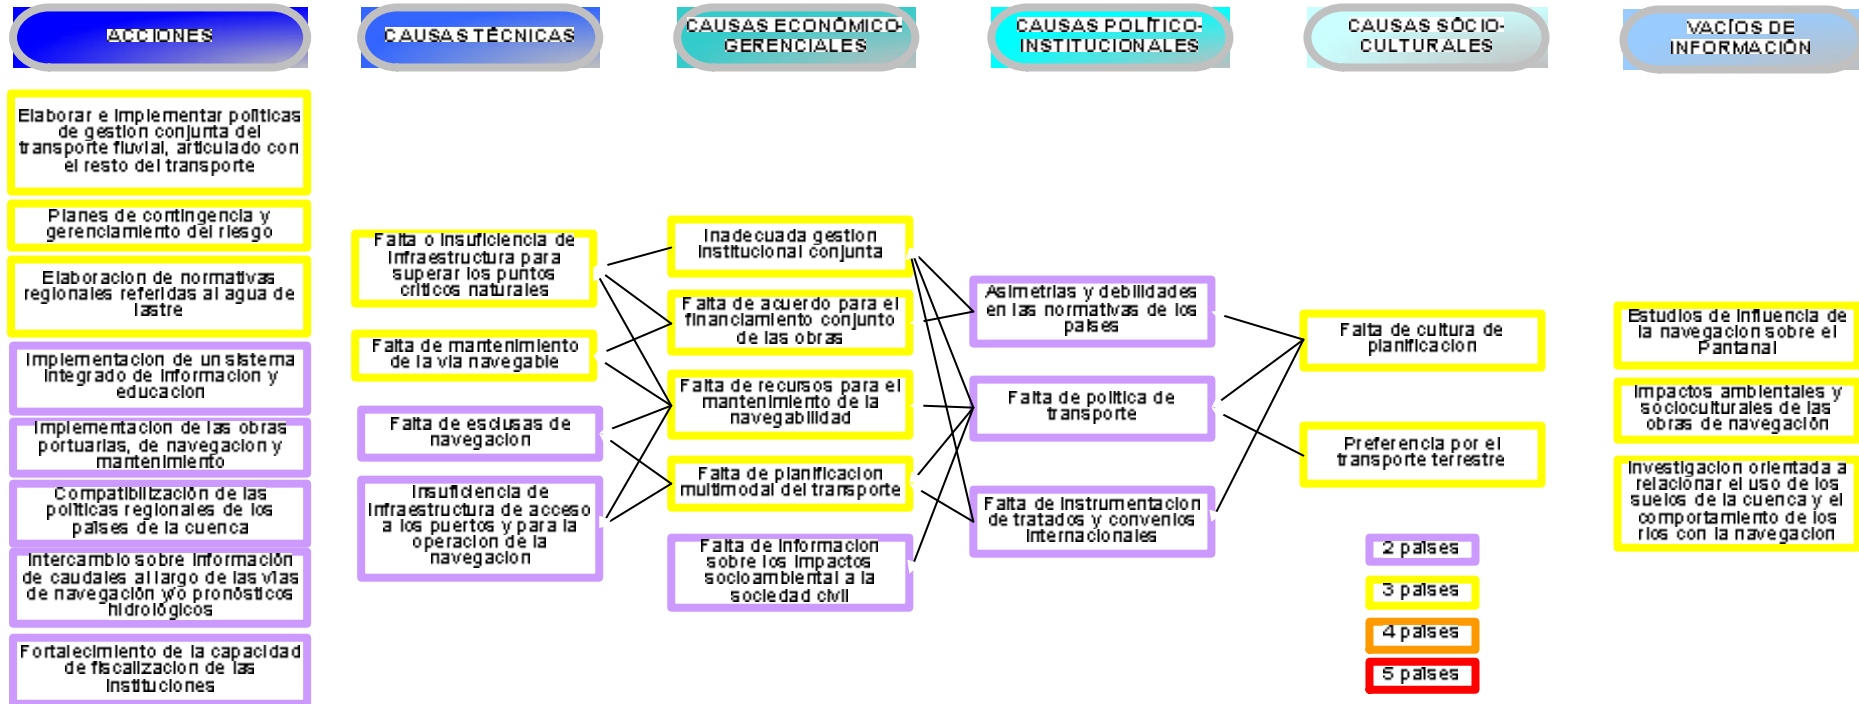 ACCIONES
CAUSAS TÉCNICAS
CAUSAS ECONÔMICO-
GERENCIALES
CAUSAS POLÍTICO-
INSTITUCIONALES
CAUSAS SÓCIO-
CULTURALES
VACÍOS DE
INFORMACIÓN
Elaborar e implementar políticas
de gestion conjunta del
transporte fluvial, articulado con
el resto del transporte
Planes de contingencia y
gerenciamiento del riesgo
Elaboracion de normativas
regionales referidas al agua de
lastre
Implementacion de un sistema
integrado de informacion y
educacion
Implementacion de las obras
portuarias, de navegacion y
mantenimiento
Compatibilización de las
políticas regionales de los
países de la cuenca
Intercambio sobre información
de caudales al largo de las vías
de navegación y/o pronósticos
hidrológicos
Fortalecimiento de la capacidad
de fiscalizacion de las
instituciones
Falta o insuficiencia de
infraestructura para
superar los puntos
críticos naturales
Falta de mantenimiento
de la vía navegable
Falta de esclusas de
navegacion
Insuficiencia de
infraestructura de acceso
a los puertos y para la
operacion de la
navegacion
Inadecuada gestion
institucional conjunta
Falta de acuerdo para el
financiamiento conjunto
de las obras
Falta de recursos para el
mantenimiento de la
navegabilidad
Falta de planificacion
multimodal del transporte
Falta de informacion
sobre los impactos
socioambiental a la
sociedad civil
Asimetrias y debilidades
en las normativas de los
países
Falta de politica de
transporte
Falta de instrumentacion
de tratados y convenios
internacionales
Falta de cultura de
planificacion
Preferencia por el
transporte terrestre
2 países
3 países
4 países
5 países
Estudios de influencia de
la navegacion sobre el
Pantanal
Impactos ambientales y
socioculturales de las
obras de navegación
Investigacion orientada a
relacionar el uso de los
suelos de la cuenca y el
comportamiento de los
ríos con la navegacion